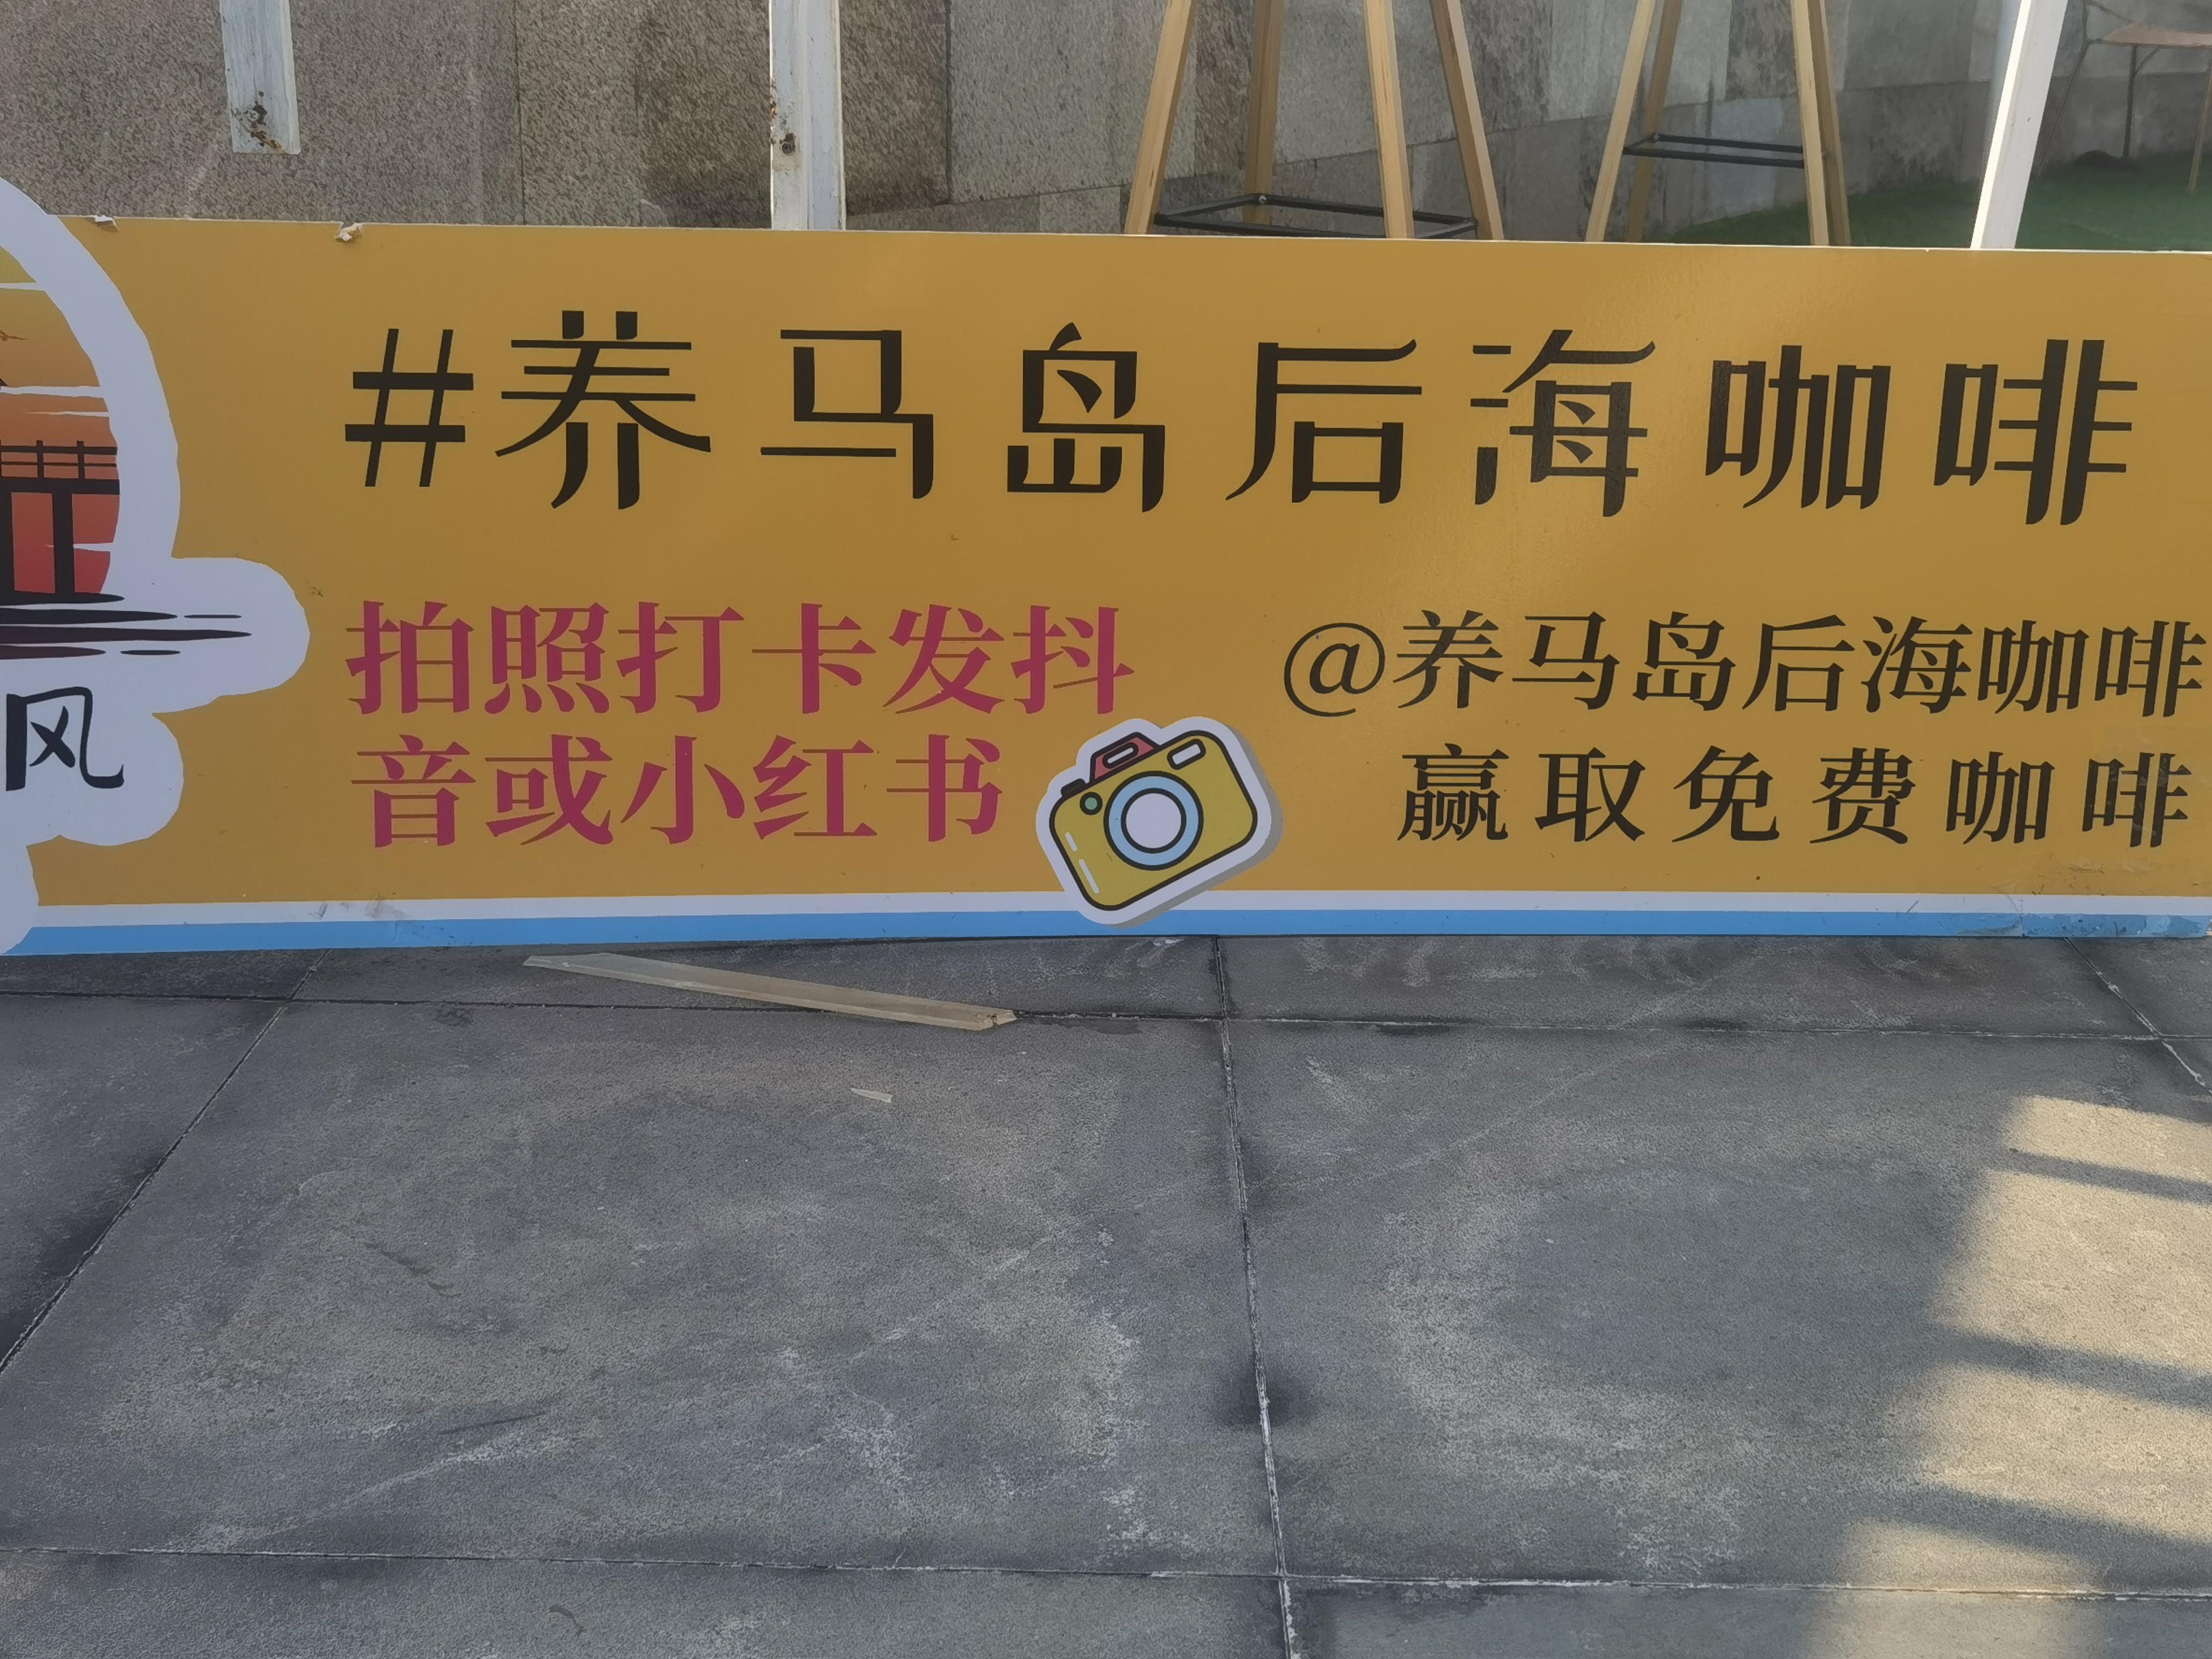 #养马岛后海咖啡
拍照打卡发抖
音或小红书
@养马岛后海咖啡
赢取免费咖啡
风